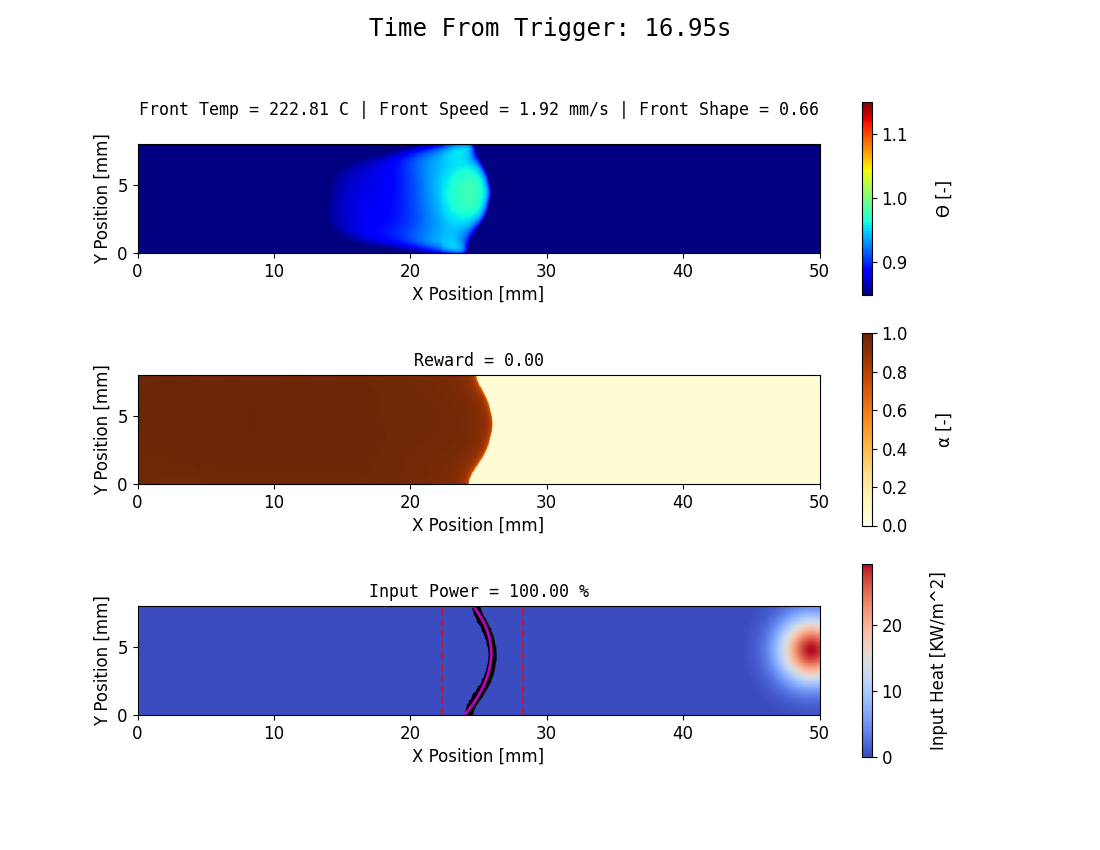 Time From Trigger: 16.95s
Front Temp = 222.81 C | Front Speed = 1.92 mm/s | Front Shape = 0.66
Y Position [mm]
5
0
0 10 20 30 40 50
X Position [mm]
1.1
1.0
0.9
Θ [-]
Reward = 0.00
Y Position [mm]
5
0
0 10 20 30 40 50
X Position [mm]
1.0
0.8
0.6
0.4
0.2
0.0
α [-]
Input Power = 100.00 %
Y Position [mm]
5
0
0 10 20 30 40 50
X Position [mm]
20
10
0
Input Heat [KW/m^2]